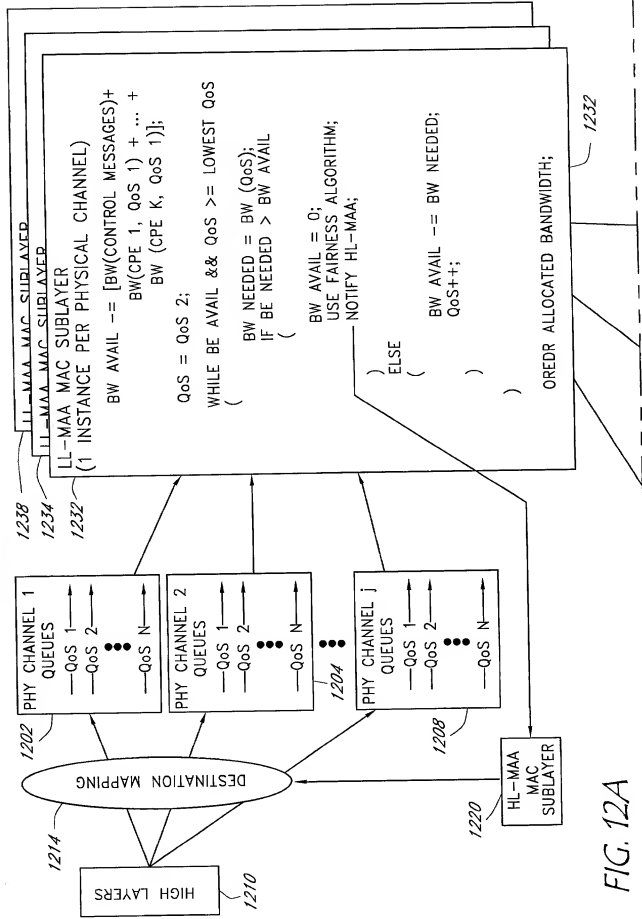 HIGH LAYERS
1210
1214
DESTINATION MAPPING
1202
PHY CHANNEL 1
QUEUES
QoS 1
QoS 2
QoS N
PHY CHANNEL 2
QUEUES
QoS 1
QoS 2
QoS N
1204
PHY CHANNEL j
QUEUES
QoS 1
QoS 2
QoS N
1208
1220
HL-MAA
MAC
SUBLAYER
1238
LL-MAA MAC SUBLAYER
1234
LL-MAA MAC SUBLAYER
1232
LL-MAA MAC SUBLAYER
(1 INSTANCE PER PHYSICAL CHANNEL)
BW AVAIL -= [BW(CONTROL MESSAGES)+
BW(CPE 1, QoS 1) + ... +
BW (CPE K, QoS 1)];
QoS = QoS 2;
WHILE BE AVAIL && QoS >= LOWEST QoS
(
BW NEEDED = BW (QoS);
IF BE NEEDED > BW AVAIL
(
BW AVAIL = 0;
USE FAIRNESS ALGORITHM;
NOTIFY HL-MAA;
)
ELSE
(
BW AVAIL -= BW NEEDED;
QoS++;
)
)
OREDR ALLOCATED BANDWIDTH;
1232
FIG. 12A